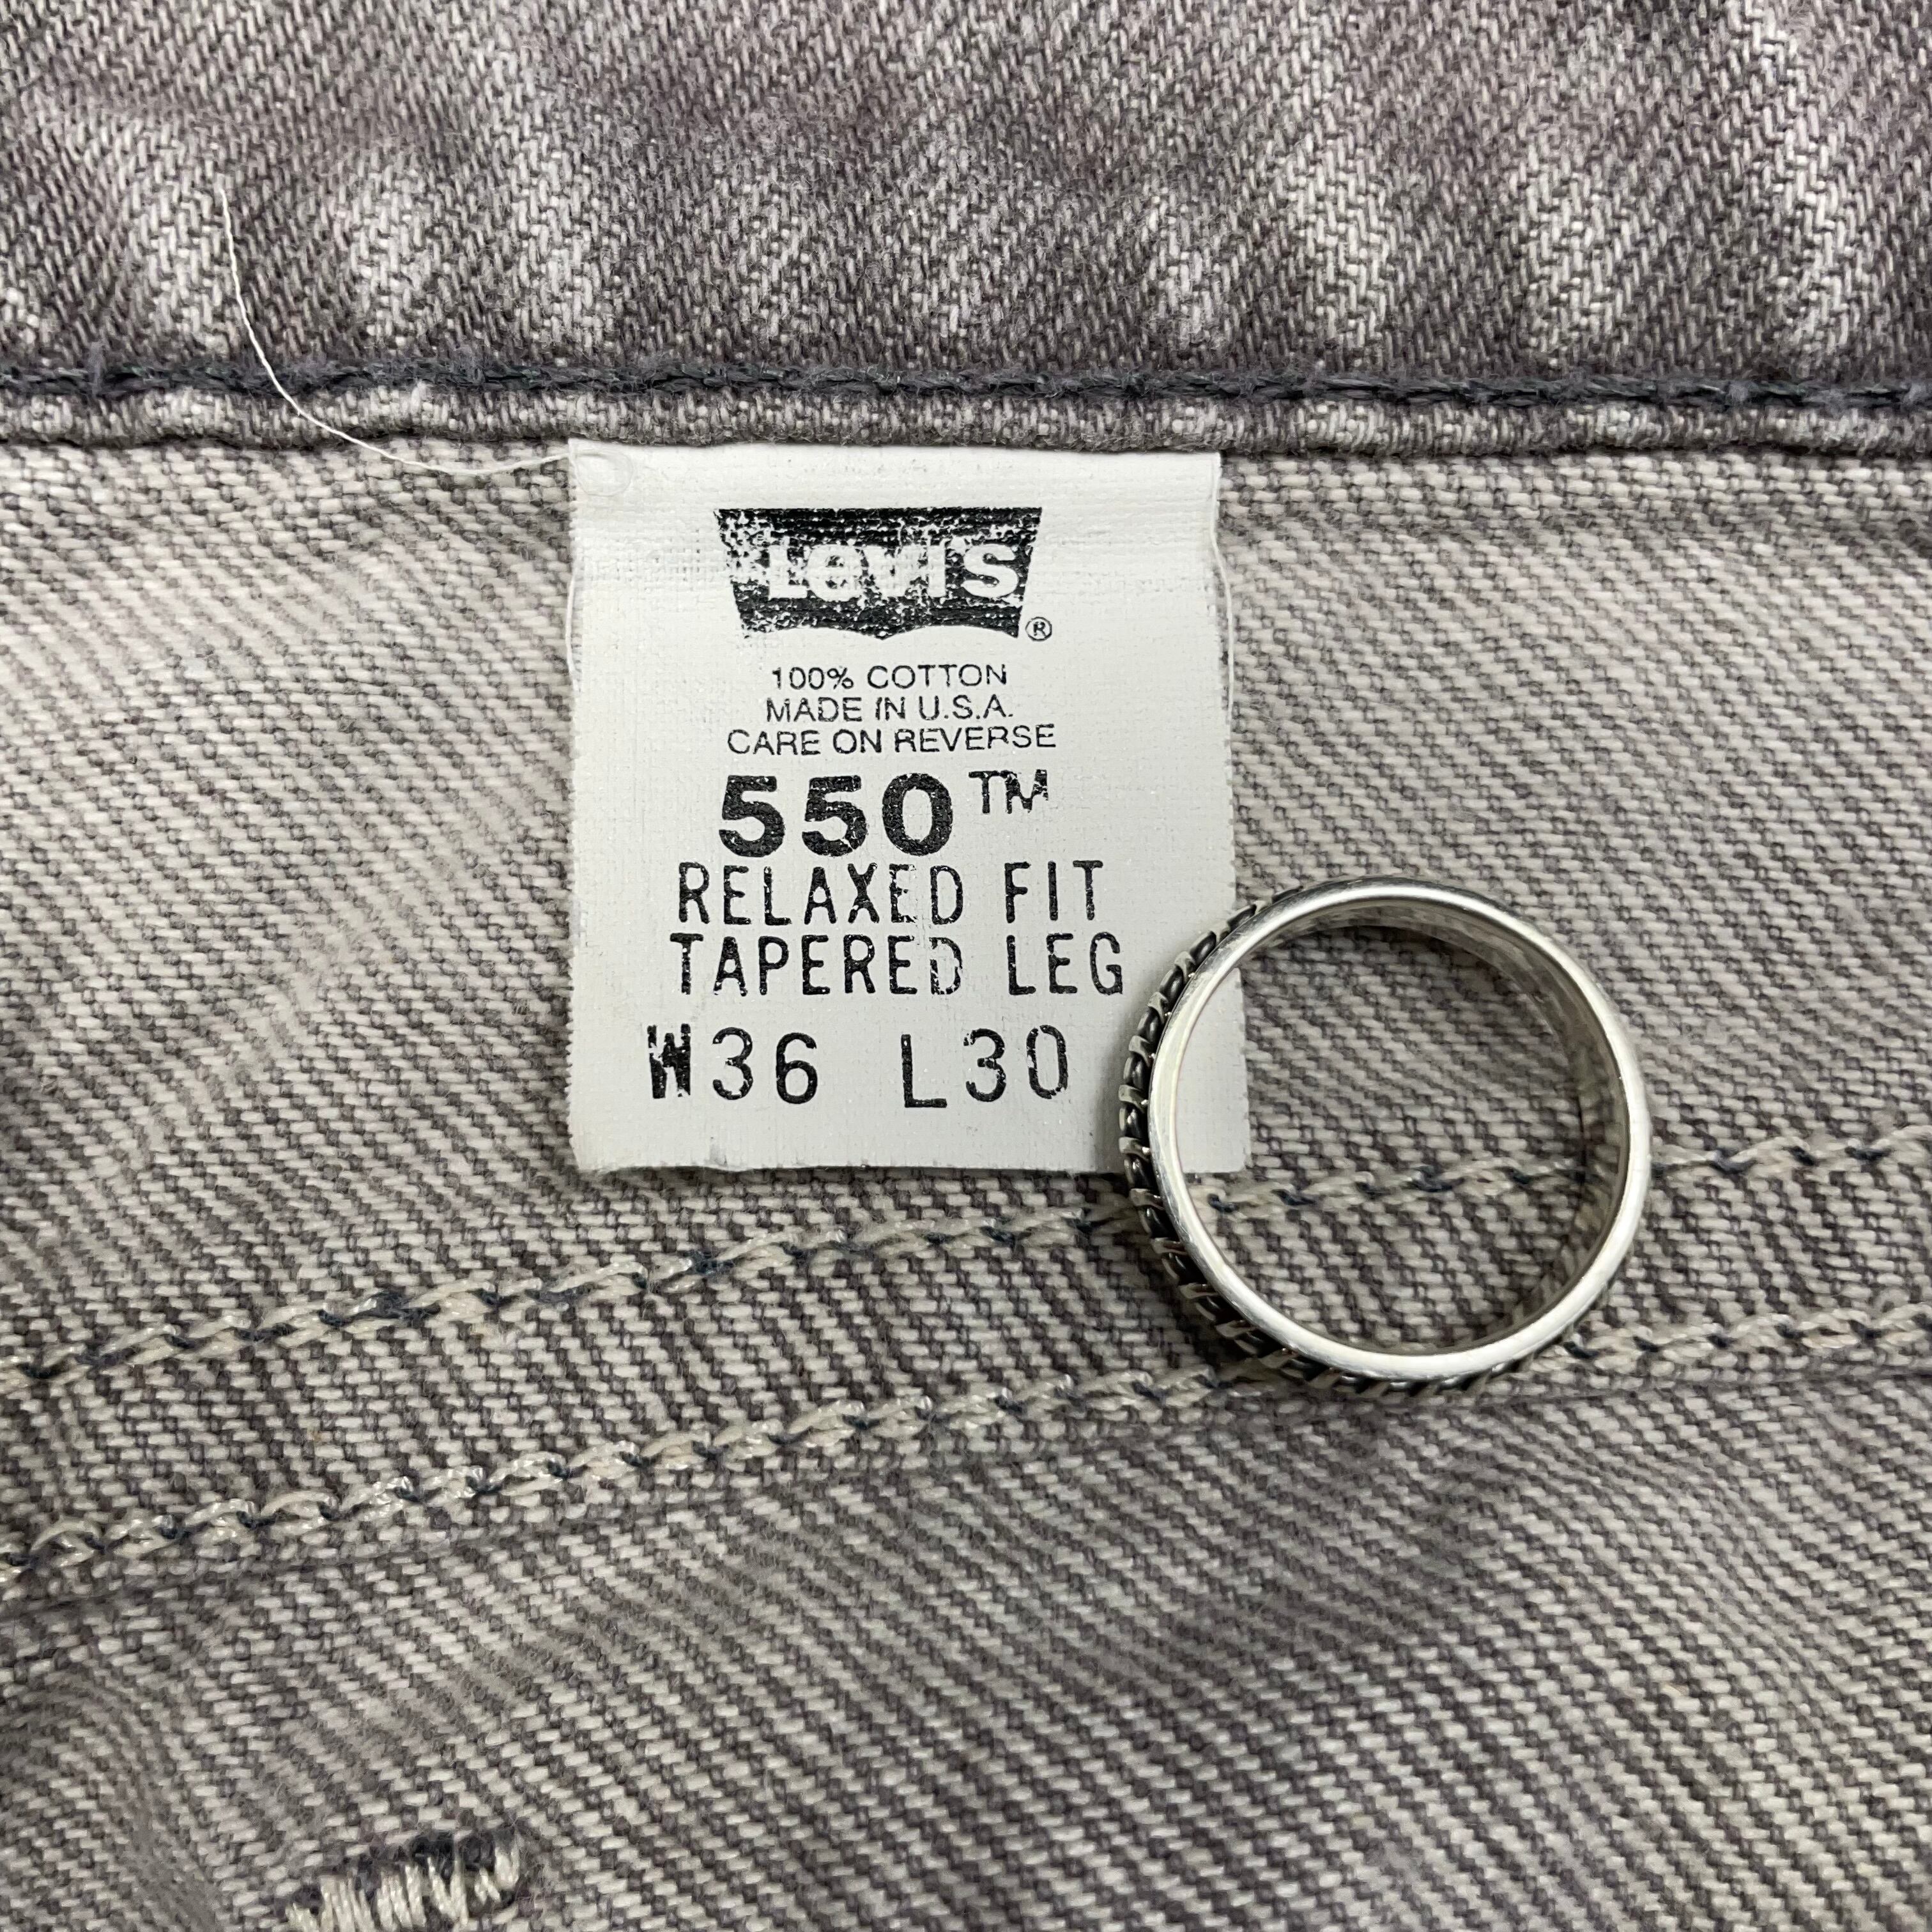 LEVI'S ®
100% COTTON
MADE IN U.S.A.
CARE ON REVERSE
550™
RELAXED FIT
TAPERED LEG
W36 L30